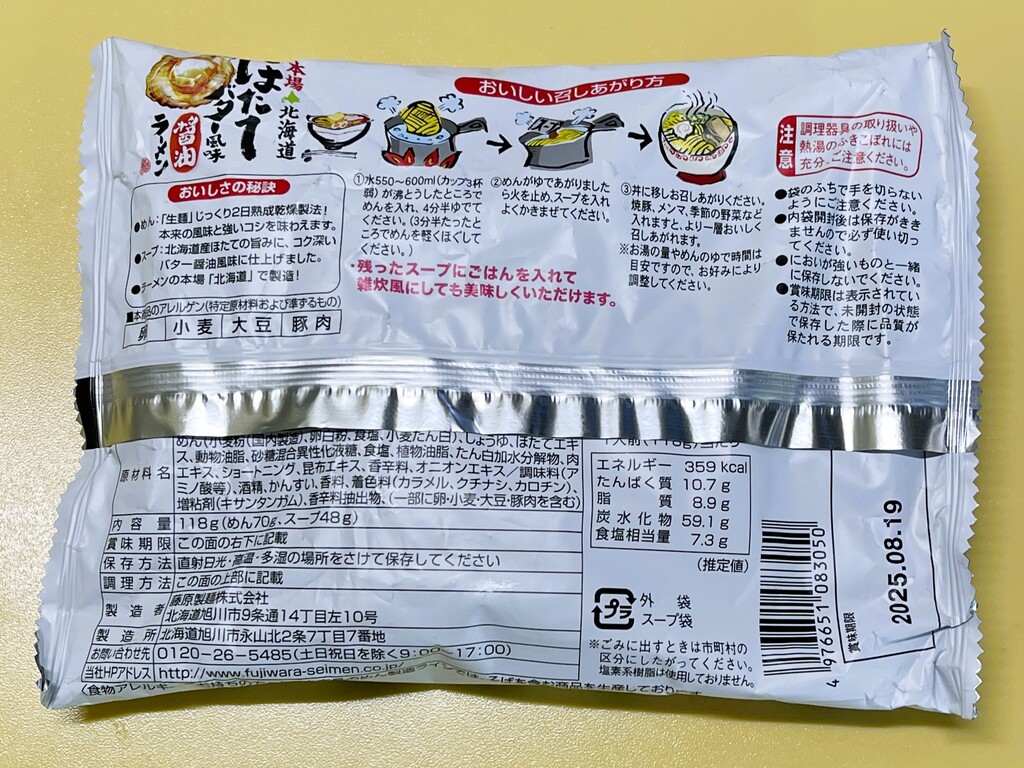 本場
北海道
ほたて
バター風味
醤油
ラーメン
おいしい召しあがり方
おいしさの秘訣
●めん:「生麺」じっくり2日熟成乾燥製法!
本来の風味と強いコシを味わえます。
●スープ:北海道産ほたての旨みに、コク深い
バター醤油風味に仕上げました。
●ラーメンの本場「北海道」で製造!
■本商品のアレルゲン(特定原材料および準ずるもの)
卵 小麦 大豆 豚肉
①水550〜600ml(カップ3杯
弱)が沸とうしたところで
めんを入れ、4分半ゆでて
ください。(3分半たったと
ころでめんを軽くほぐして
ください。)
②めんがゆであがりました
ら火を止め、スープを入れ
よくかきまぜてください。
③丼に移しお召しあがりください。
焼豚、メンマ、季節の野菜など
入れますと、より一層おいしく
召しあがれます。
※お湯の量やめんのゆで時間は
目安ですので、お好みにより
調整してください。
・残ったスープにごはんを入れて
雑炊風にしても美味しくいただけます。
注意
調理器具の取り扱いや
熱湯のふきこぼれには
充分、ご注意ください。
●袋のふちで手を切らない
ようにご注意ください。
●内袋開封後は保存がきき
ませんので必ず使い切っ
てください。
●においが強いものと一緒
に保存しないでください。
●賞味期限は表示されてい
る方法で、未開封の状態
で保存した際に品質が
保たれる期限です。
原材料名
めん(小麦粉(国内製造)、卵白粉、食塩、小麦たん白)、しょうゆ、ほたてエキ
ス、動物油脂、砂糖混合異性化液糖、食塩、植物油脂、たん白加水分解物、肉
エキス、ショートニング、昆布エキス、香辛料、オニオンエキス/調味料(ア
ミノ酸等)、酒精、かんすい、香料、着色料(カラメル、クチナシ、カロチン)、
増粘剤(キサンタンガム)、香辛料抽出物、(一部に卵・小麦・大豆・豚肉を含む)
内容量 118g(めん70g、スープ48g)
賞味期限 この面の右下に記載
保存方法 直射日光・高温・多湿の場所をさけて保存してください
調理方法 この面の上部に記載
製造者 藤原製麺株式会社
北海道旭川市9条通14丁目左10号
製造所 北海道旭川市永山北2条7丁目7番地
お問い合わせ先 0120-26-5485(土日祝日を除く9:00〜17:00)
当社HPアドレス http://www.fujiwara-seimen.co.jp/
1人前(118g)当たり
エネルギー 359 kcal
たんぱく質 10.7 g
脂質 8.9 g
炭水化物 59.1 g
食塩相当量 7.3 g
(推定値)
プラ
外袋
スープ袋
※ごみに出すときは市町村の
区分にしたがってください。
塩素系樹脂は使用しておりません。
4 976651 083050
賞味期限
2025.08.19